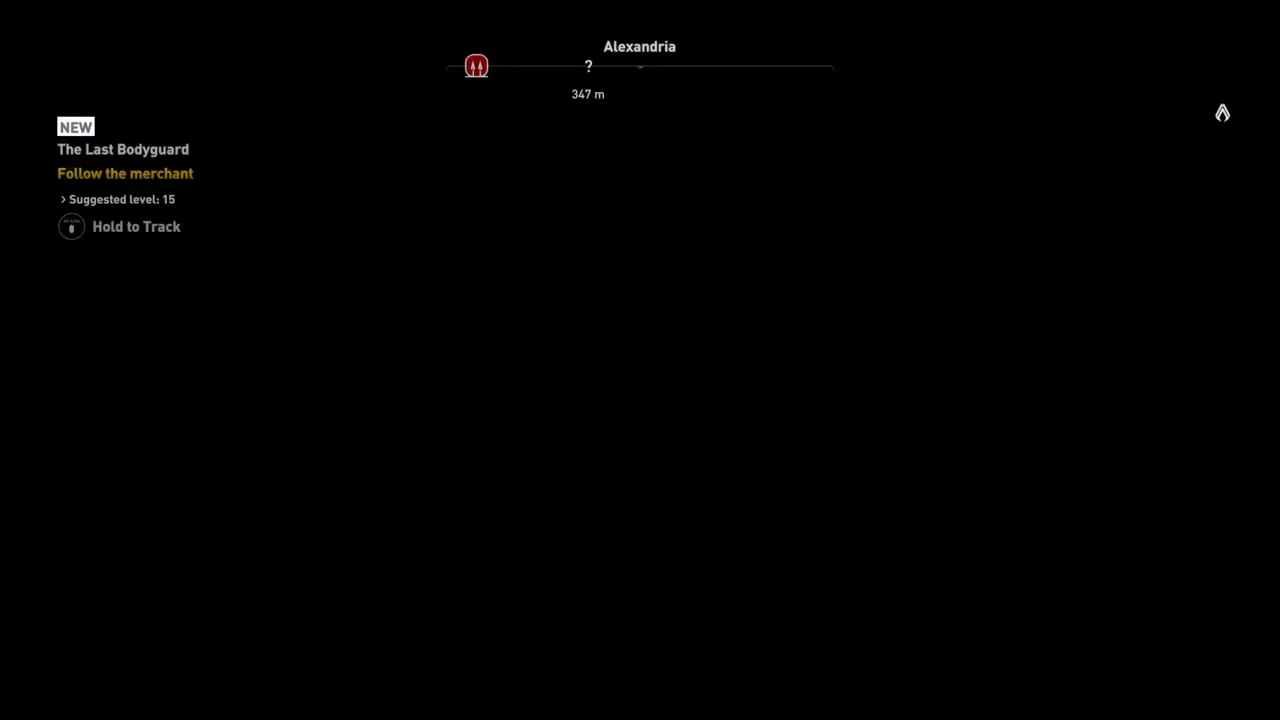 Alexandria
?
347 m
NEW
The Last Bodyguard
Follow the merchant
> Suggested level: 15
Hold to Track